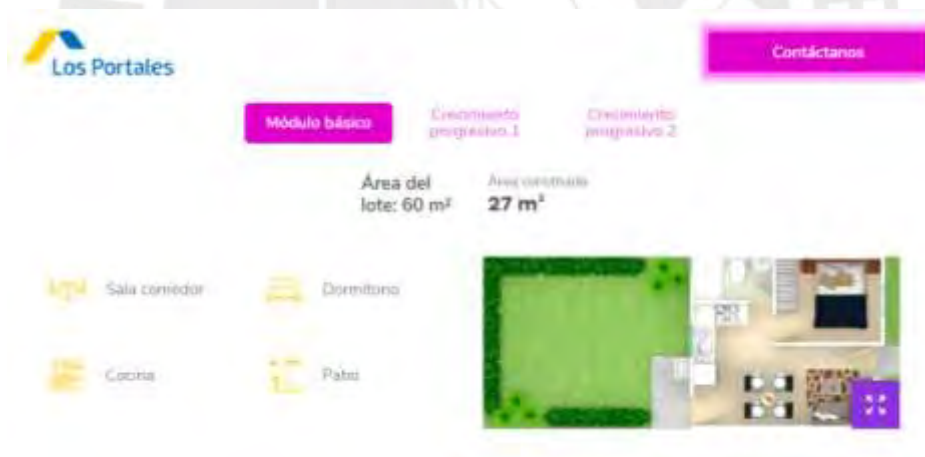 Los Portales
Contáctanos
Módulo básico
Crecimiento
progresivo 1
Crecimiento
progresivo 2
Área del
lote: 60 m²
Área construida
27 m²
Sala comedor
Dormitorio
Cocina
Patio